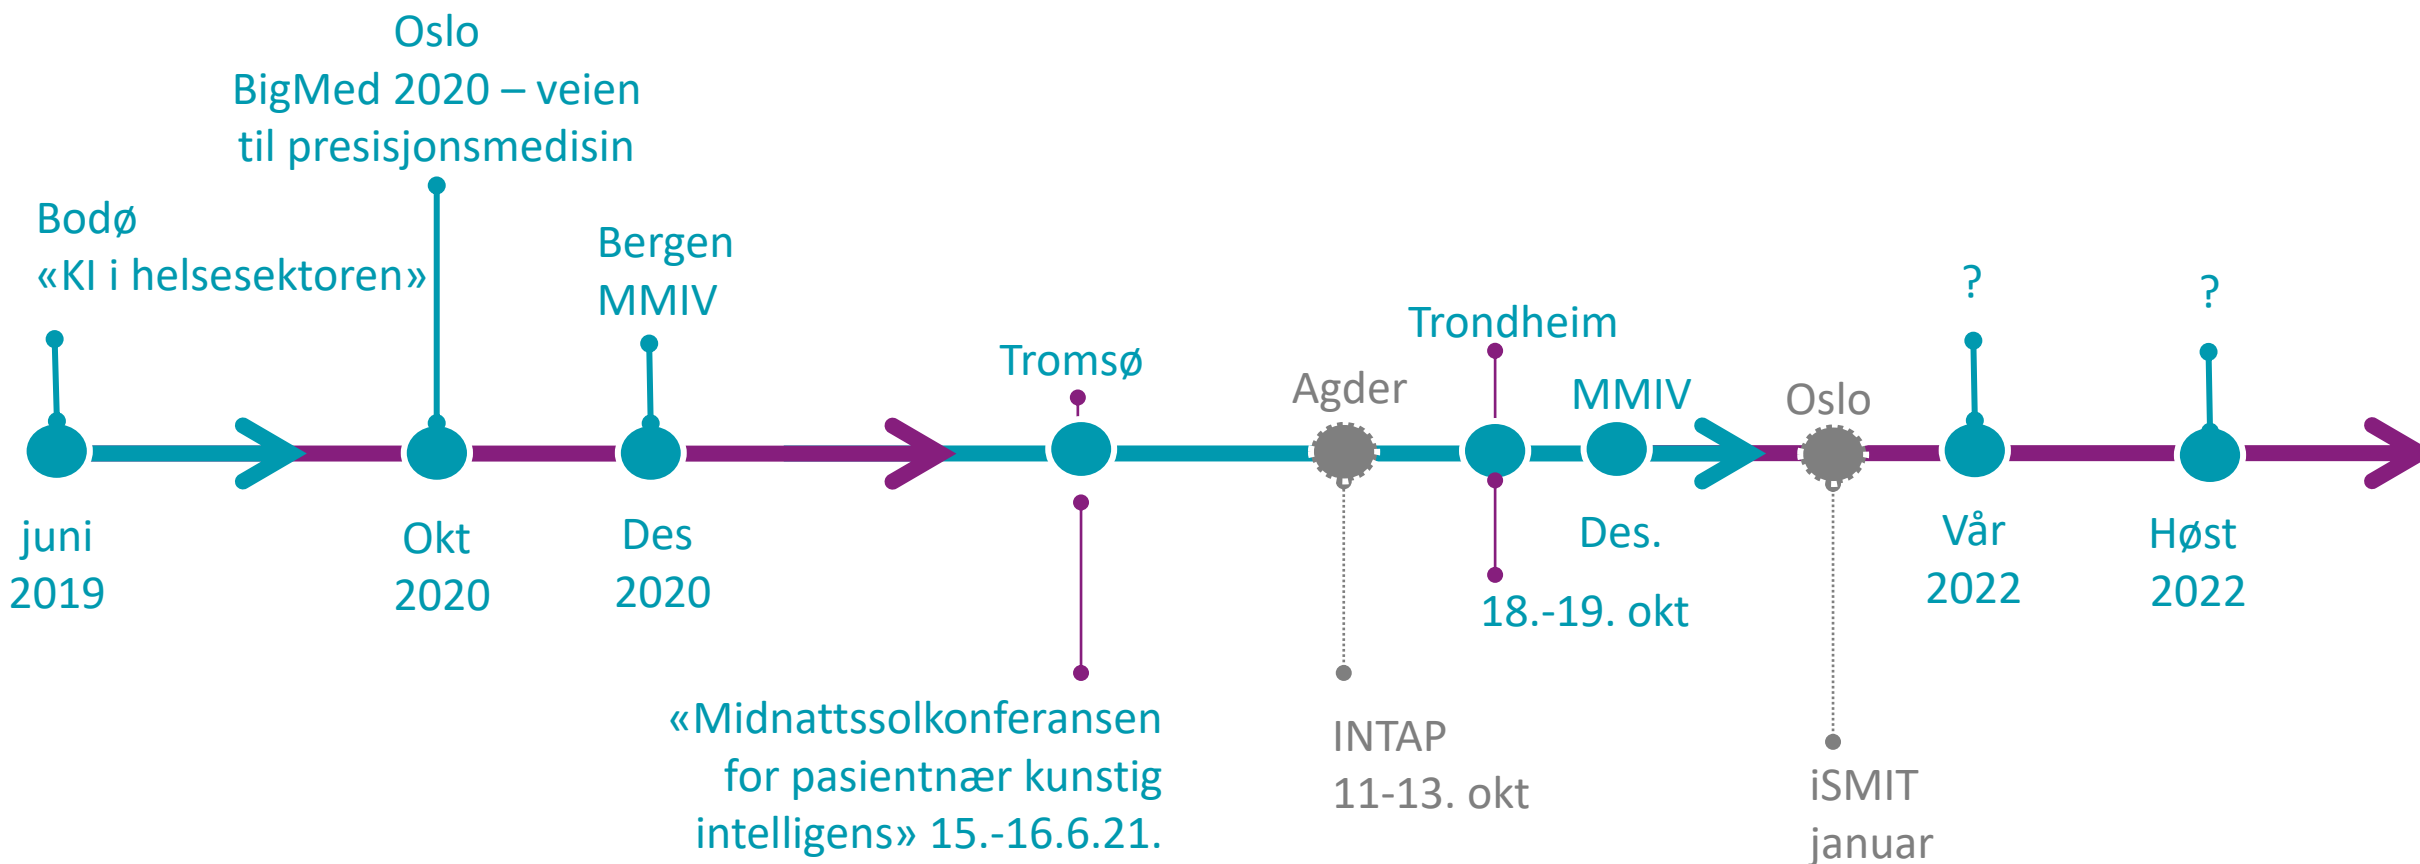 Oslo
BigMed 2020 – veien
til presisjonsmedisin
Bodø
«KI i helsesektoren»
Bergen
MMIV
Tromsø
Agder
Trondheim
MMIV
Oslo
?
?
juni
2019
Okt
2020
Des
2020
Des.
18.-19. okt
Vår
2022
Høst
2022
«Midnattssolkonferansen
for pasientnær kunstig
intelligens» 15.-16.6.21.
INTAP
11-13. okt
iSMIT
januar